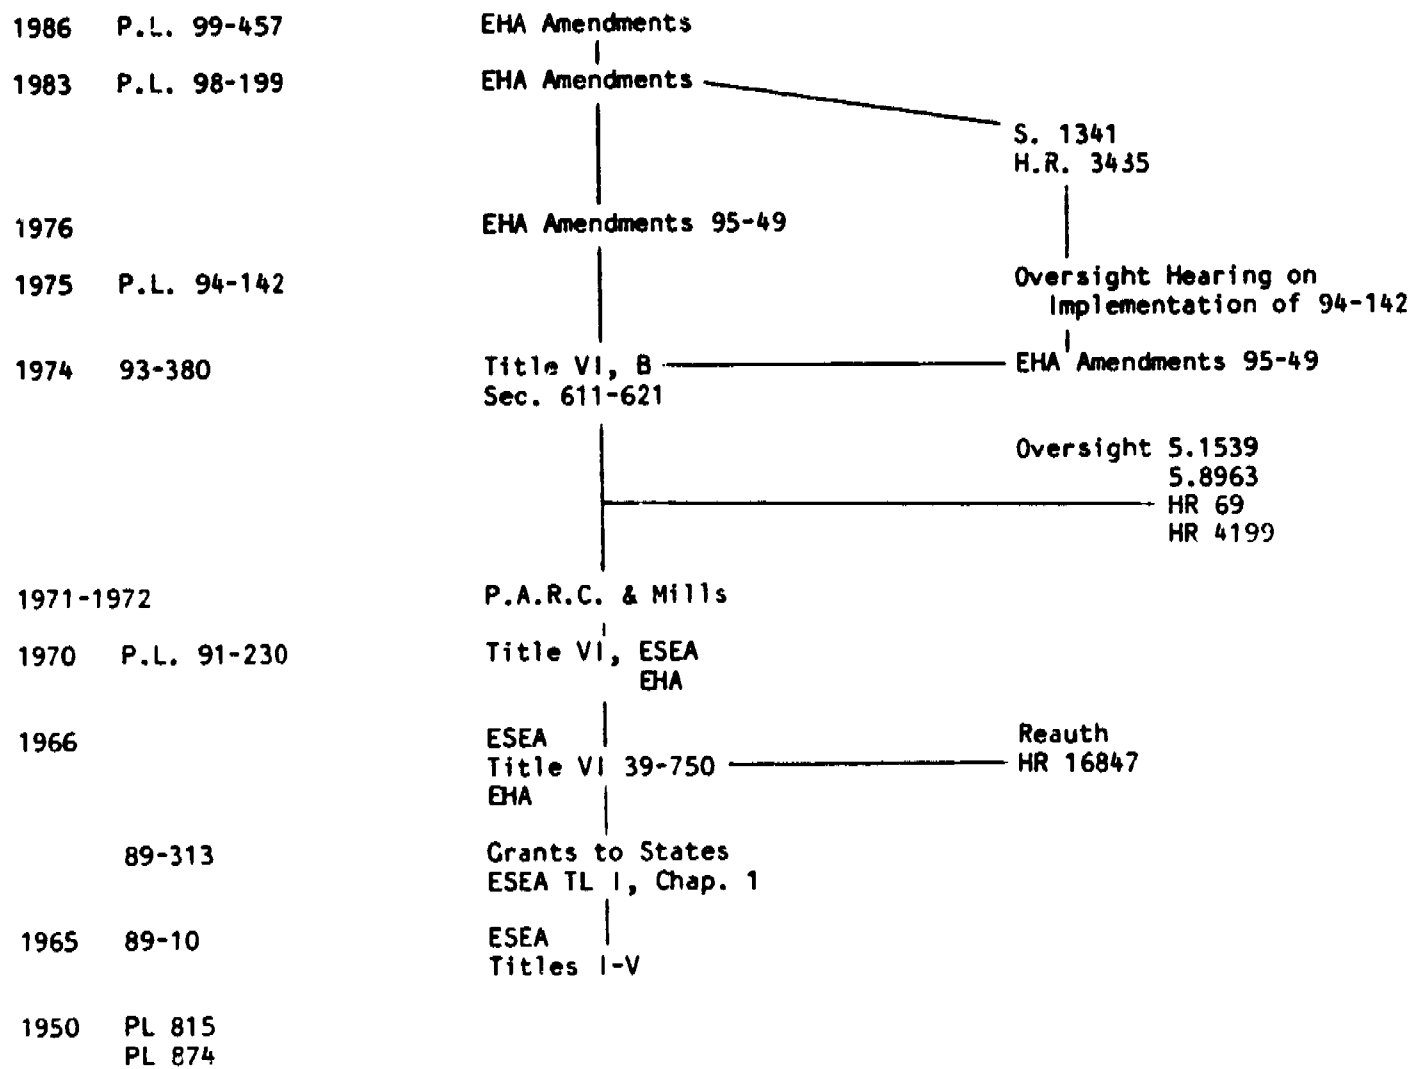 1986 P.L. 99-457 EHA Amendments
1983 P.L. 98-199 EHA Amendments
S. 1341
H.R. 3435
1976 EHA Amendments 95-49
1975 P.L. 94-142 Oversight Hearing on
Implementation of 94-142
1974 93-380 Title VI, B EHA Amendments 95-49
Sec. 611-621
Oversight 5.1539
5.8963
HR 69
HR 4199
1971-1972 P.A.R.C. & Mills
1970 P.L. 91-230 Title VI, ESEA
EHA
1966 ESEA Reauth
Title VI 39-750 HR 16847
EHA
89-313 Grants to States
ESEA TL I, Chap. 1
1965 89-10 ESEA
Titles I-V
1950 PL 815
PL 874